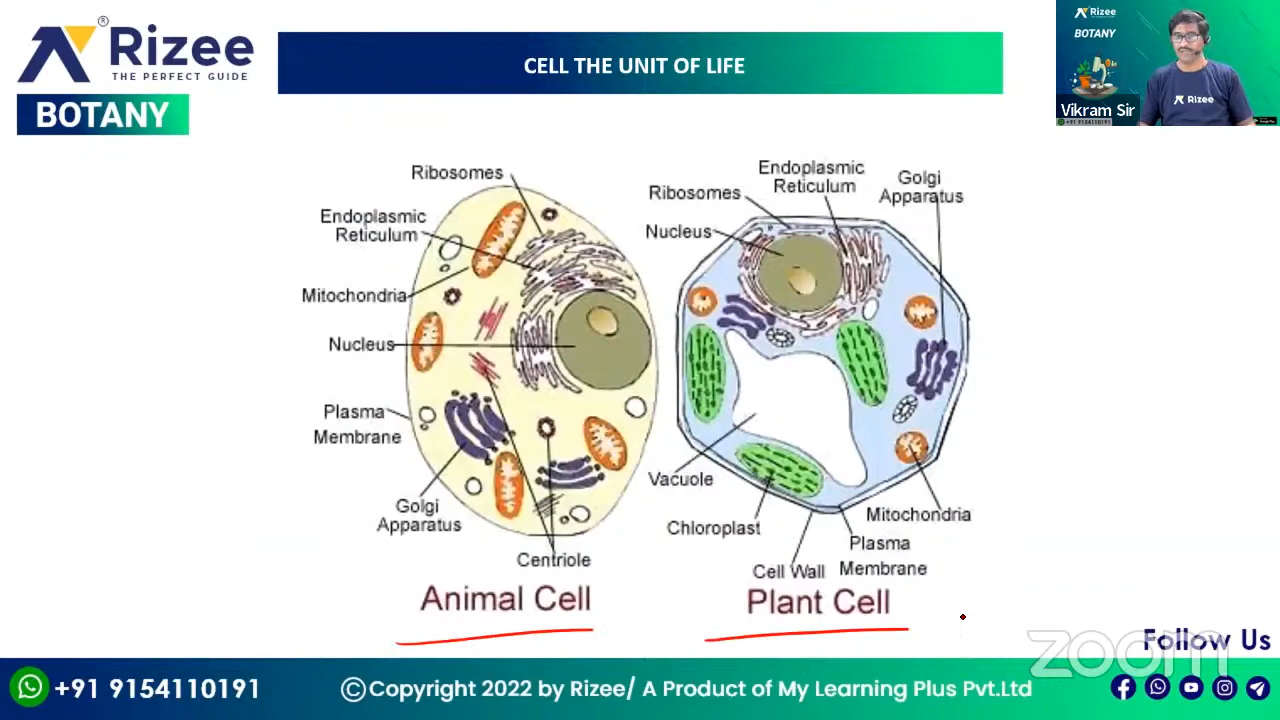 Rizee®
THE PERFECT GUIDE
BOTANY
CELL THE UNIT OF LIFE
Rizee
BOTANY
Rizee
Vikram Sir
Ribosomes
Endoplasmic
Reticulum
Mitochondria
Nucleus
Plasma
Membrane
Golgi
Apparatus
Centriole
Animal Cell
Endoplasmic
Reticulum
Golgi
Apparatus
Ribosomes
Nucleus
Vacuole
Chloroplast
Mitochondria
Plasma
Membrane
Cell Wall
Plant Cell
zoom
Follow Us
+91 9154110191
©Copyright 2022 by Rizee/ A Product of My Learning Plus Pvt.Ltd